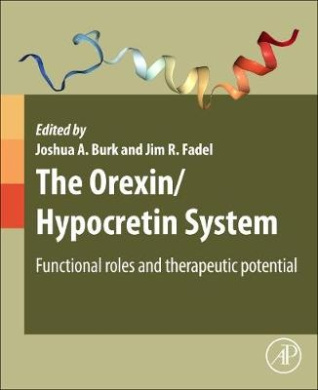 Edited by
Joshua A. Burk and Jim R. Fadel
The Orexin/
Hypocretin System
Functional roles and therapeutic potential
AP